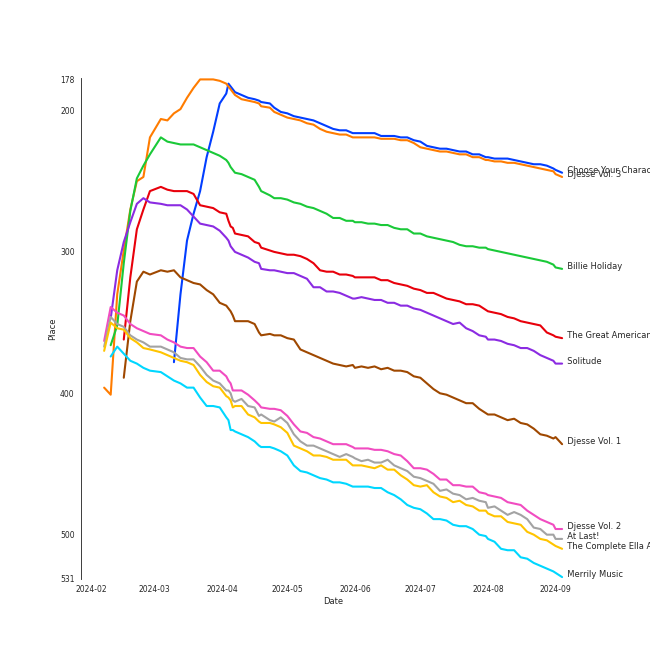 178
200
300
400
500
531
Place
2024-02 2024-03 2024-04 2024-05 2024-06 2024-07 2024-08 2024-09
Date
Choose Your Charac
Djesse Vol. 3
Billie Holiday
The Great American
Solitude
Djesse Vol. 1
Djesse Vol. 2
At Last!
The Complete Ella A
Merrily Music